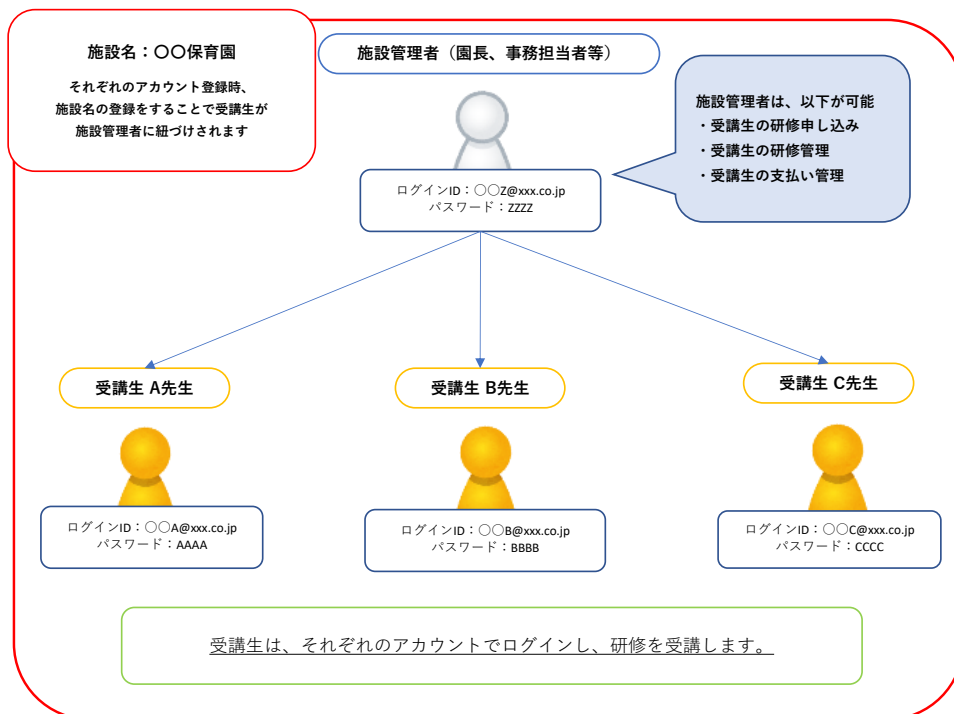 施設名：〇〇保育園
それぞれのアカウント登録時、
施設名の登録をすることで受講生が
施設管理者に紐づけされます
施設管理者（園長、事務担当者等）
施設管理者は、以下が可能
・受講生の研修申し込み
・受講生の研修管理
・受講生の支払い管理
ログインID：〇〇Z@xxx.co.jp
パスワード：ZZZZ
受講生 A先生
受講生 B先生
受講生 C先生
ログインID：〇〇A@xxx.co.jp
パスワード：AAAA
ログインID：〇〇B@xxx.co.jp
パスワード：BBBB
ログインID：〇〇C@xxx.co.jp
パスワード：CCCC
受講生は、それぞれのアカウントでログインし、研修を受講します。